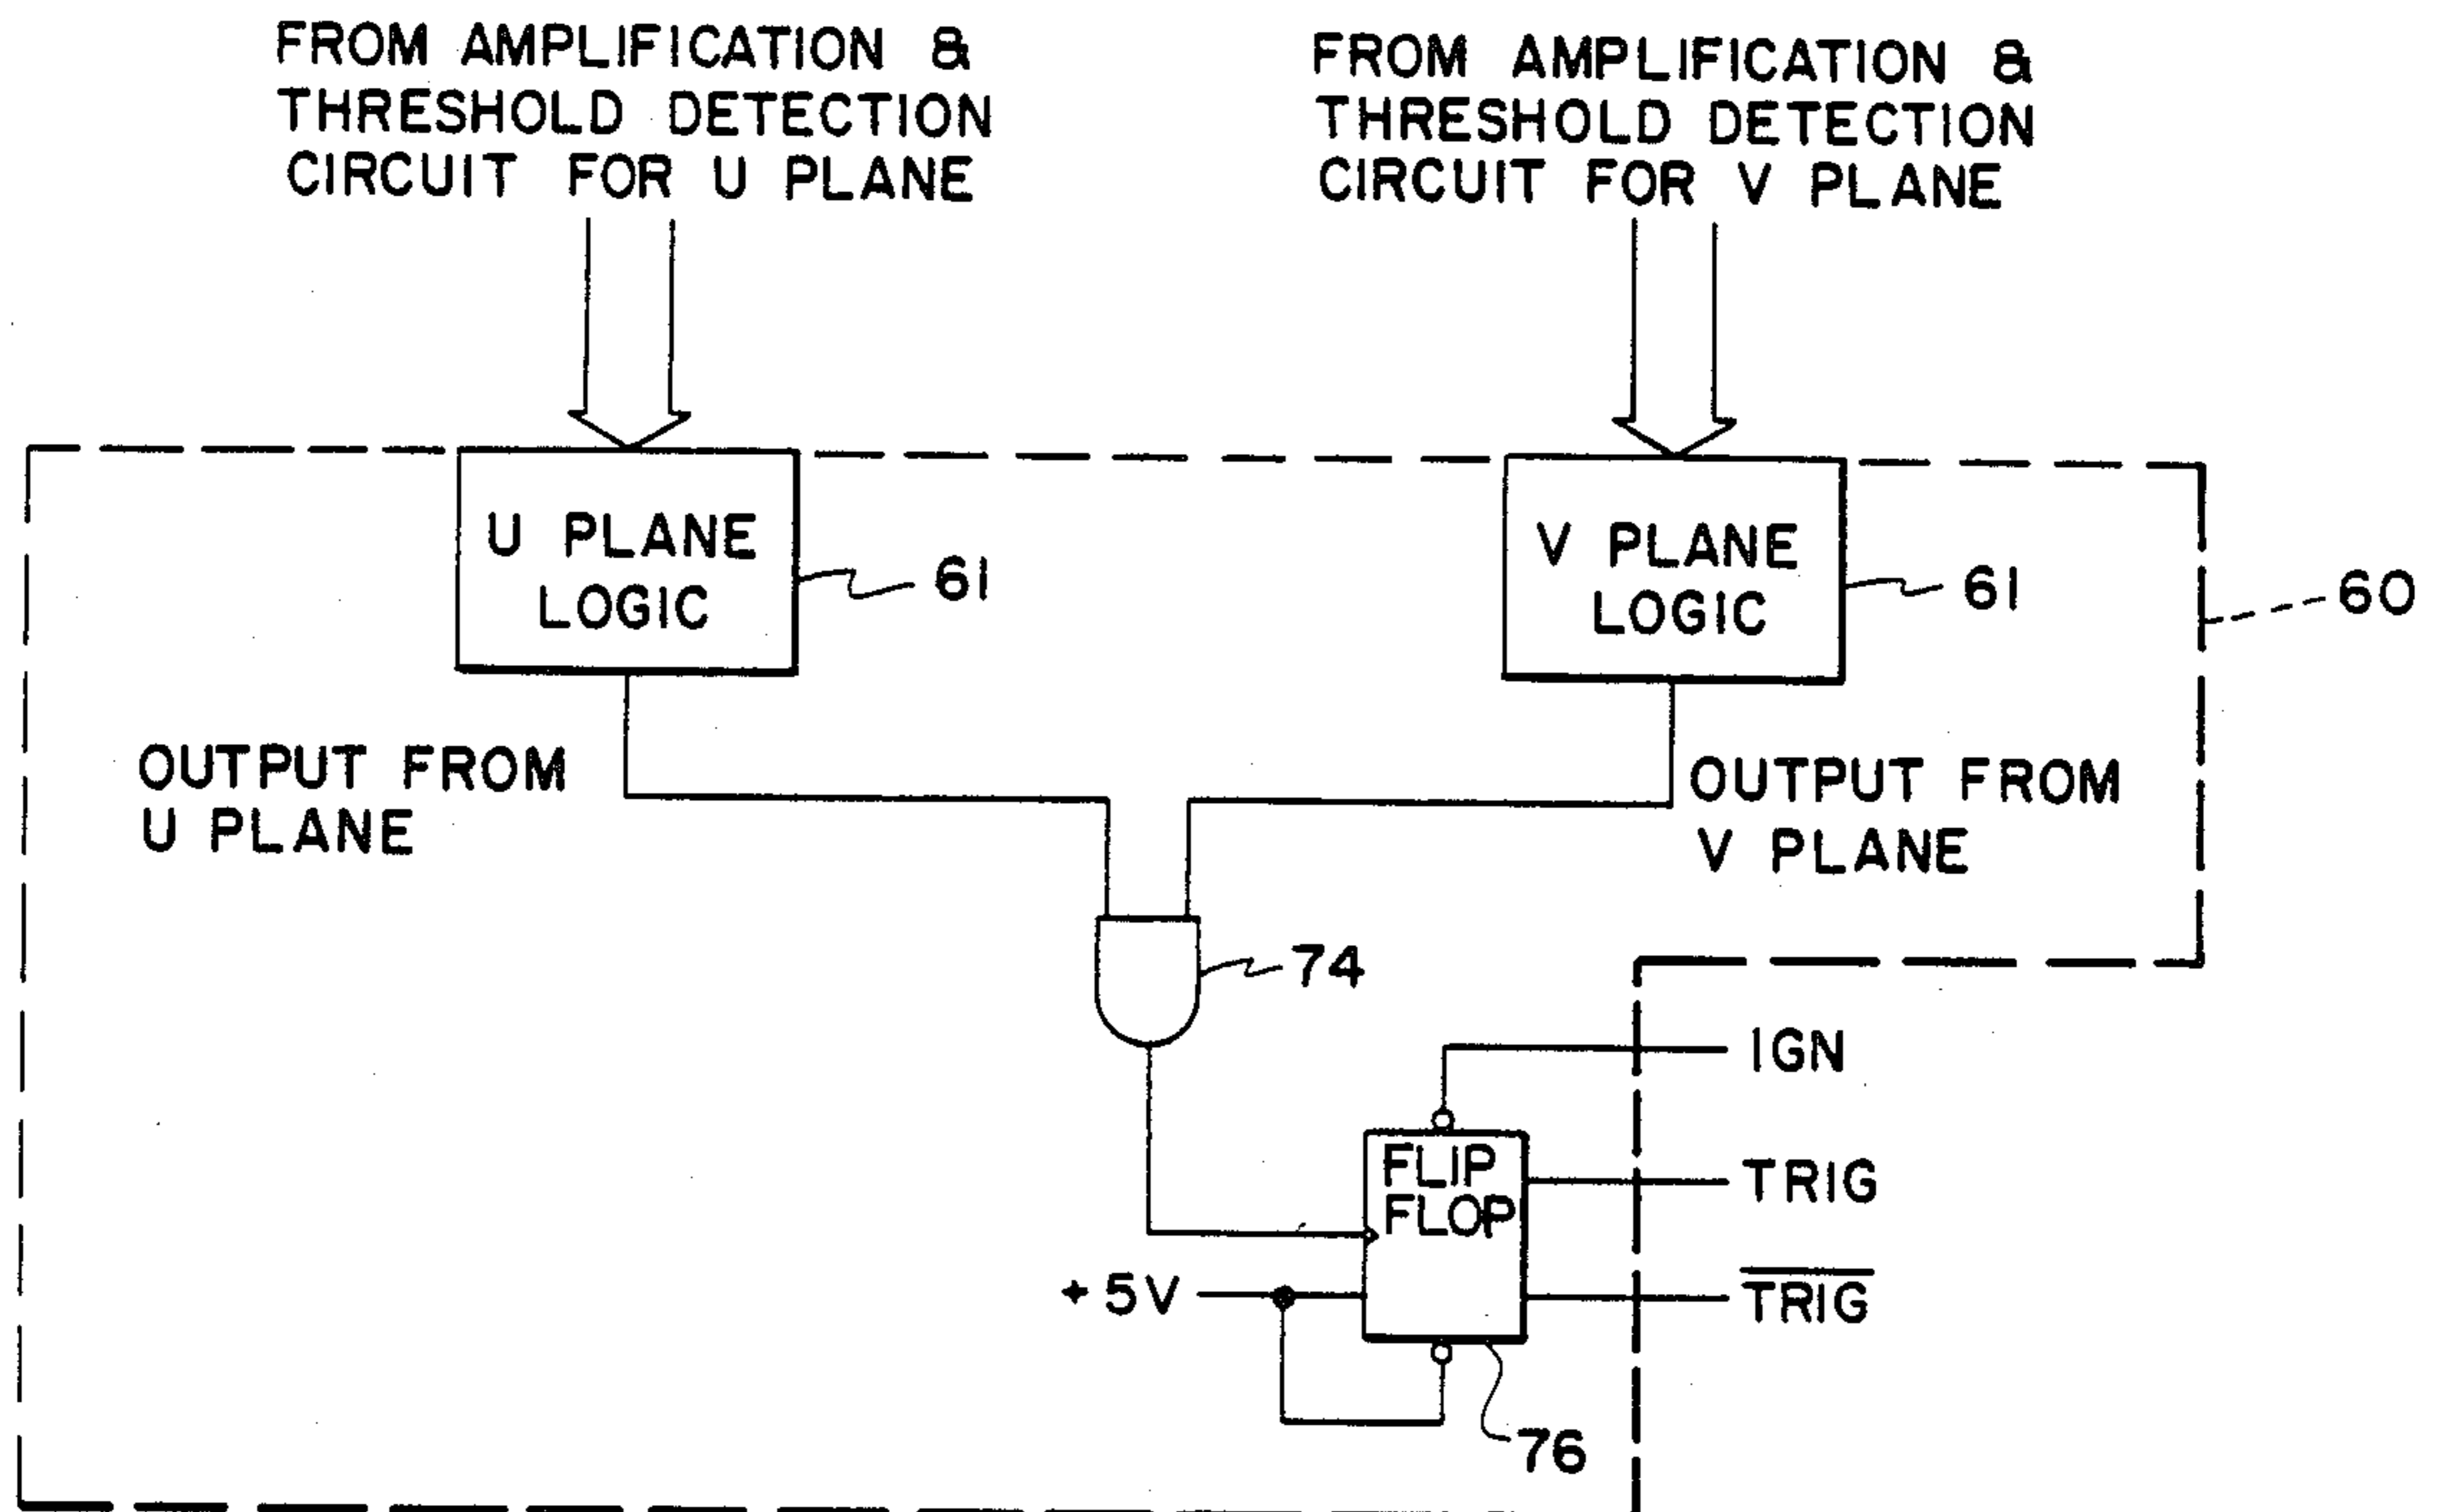 FROM AMPLIFICATION &
THRESHOLD DETECTION
CIRCUIT FOR U PLANE
FROM AMPLIFICATION &
THRESHOLD DETECTION
CIRCUIT FOR V PLANE
U PLANE
LOGIC
61
V PLANE
LOGIC
61
60
OUTPUT FROM
U PLANE
OUTPUT FROM
V PLANE
74
IGN
FLIP
FLOP
TRIG
+5V
TRIG
76